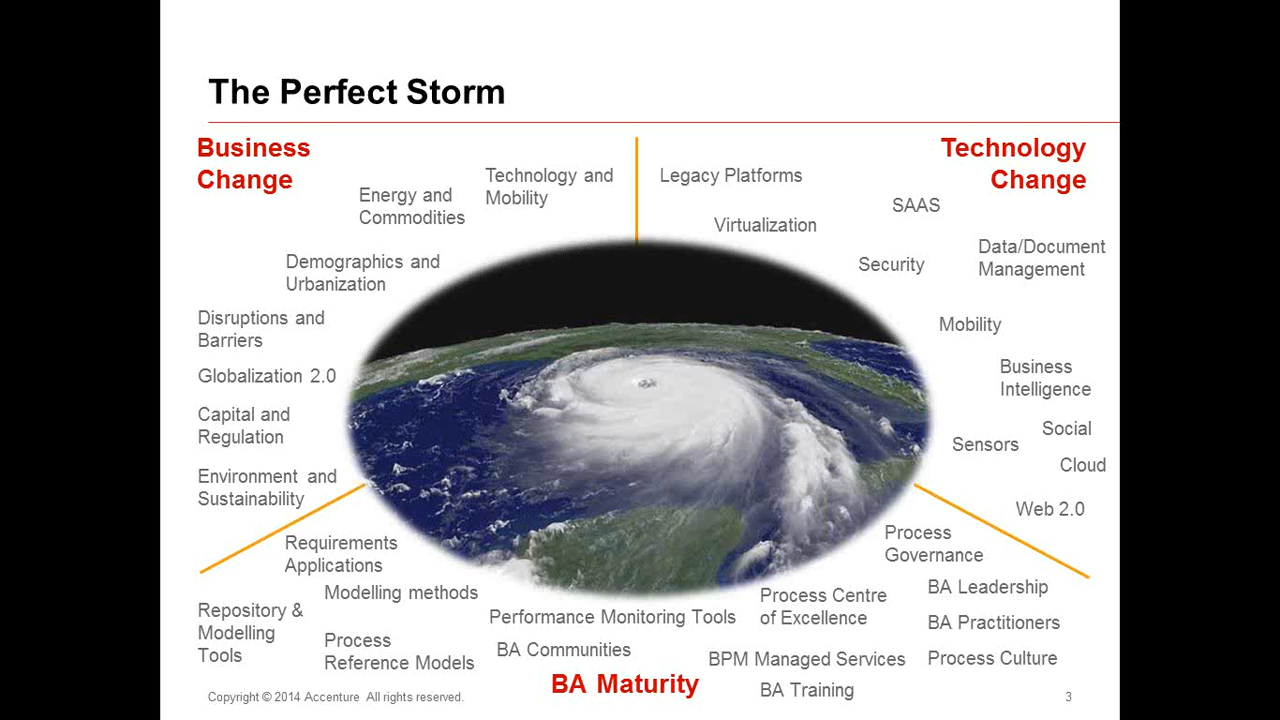 The Perfect Storm
Business
Change
Technology
Change
Technology and
Mobility
Energy and
Commodities
Demographics and
Urbanization
Disruptions and
Barriers
Globalization 2.0
Capital and
Regulation
Environment and
Sustainability
Legacy Platforms
SAAS
Virtualization
Data/Document
Management
Security
Mobility
Business
Intelligence
Social
Sensors
Cloud
Web 2.0
Requirements
Applications
Modelling methods
Repository &
Modelling
Tools
Process
Reference Models
Performance Monitoring Tools
BA Communities
Process
Governance
Process Centre
of Excellence
BA Leadership
BA Practitioners
BPM Managed Services
Process Culture
BA Training
BA Maturity
Copyright © 2014 Accenture All rights reserved.
3